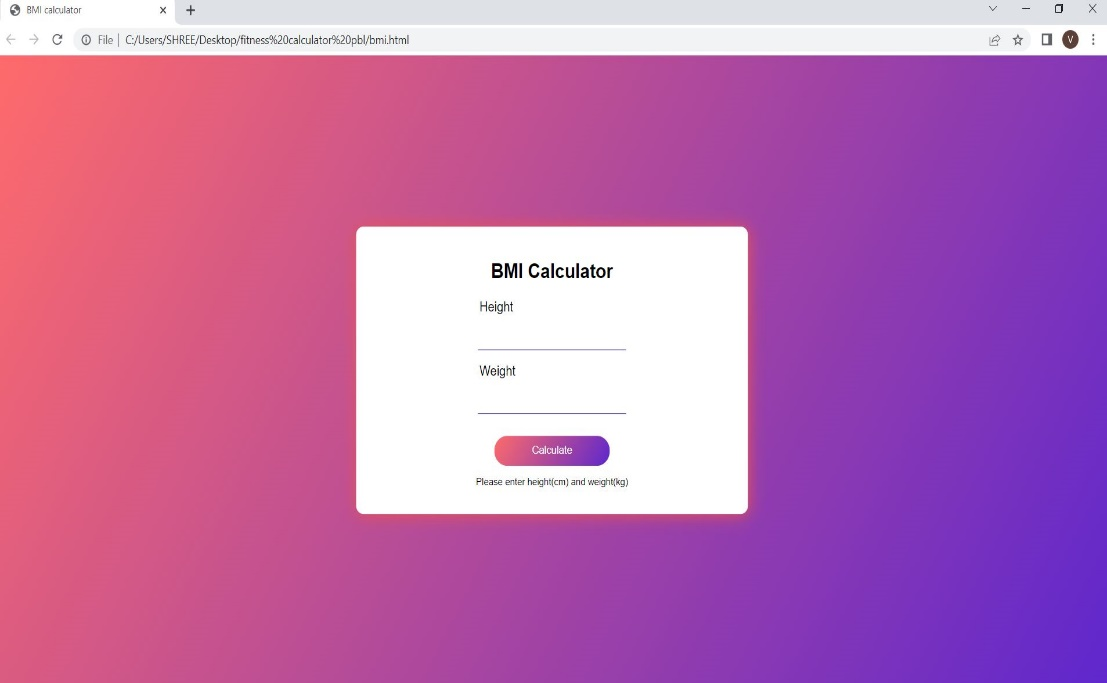 BMI calculator
File | C:/Users/SHREE/Desktop/fitness%20calculator%20pbl/bmi.html
V
BMI Calculator
Height
Weight
Calculate
Please enter height(cm) and weight(kg)